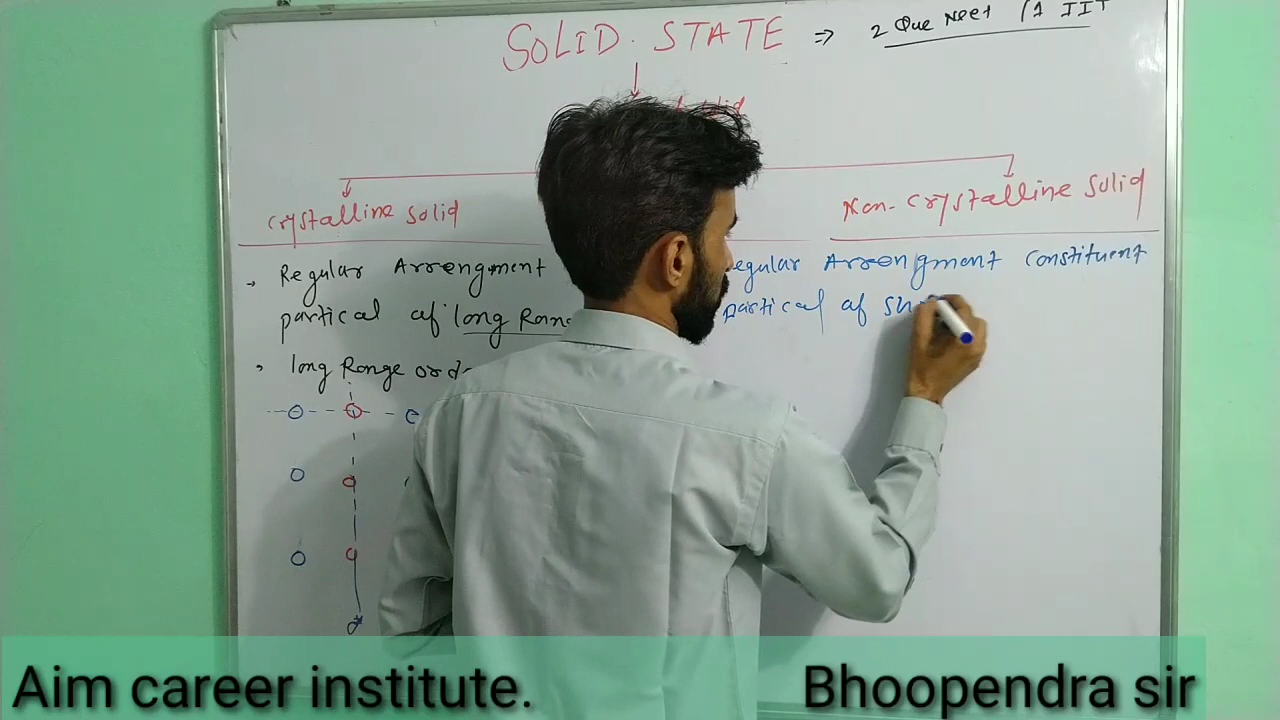 SOLID. STATE ⇒ 2 Que Neet / 1 IIT
Crystalline Solid
Non-Crystalline Solid
Regular Arrengment
partical of long Rang
long Range orde
egular Arrengment Constituent
partical of
Aim career institute.
Bhoopendra sir